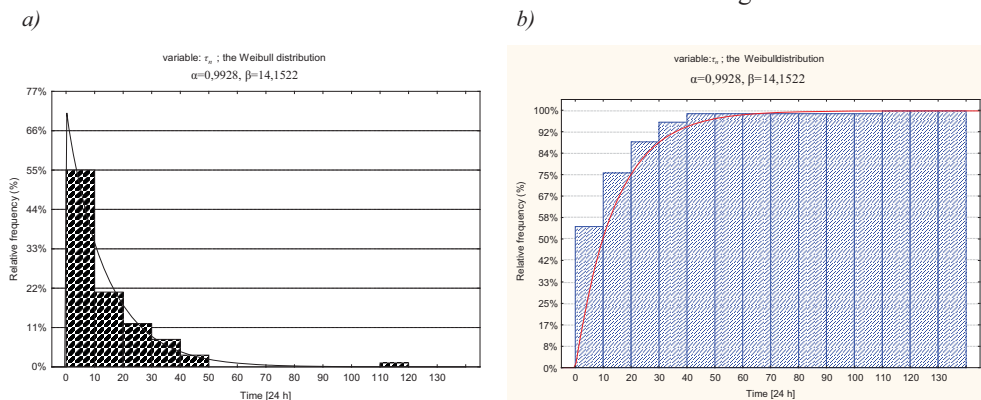 a)
variable: τn ; the Weibull distribution
α=0,9928, β=14,1522
77%
66%
55%
44%
33%
22%
11%
0%
Relative frequency (%)
0 10 20 30 40 50 60 70 80 90 100 110 120 130
Time [24 h]
b)
variable:τn ; the Weibulldistribution
α=0,9928, β=14,1522
100%
92%
84%
75%
67%
58%
50%
42%
33%
25%
17%
8%
0%
Relative frequency (%)
0 10 20 30 40 50 60 70 80 90 100 110 120 130
Time [24 h]